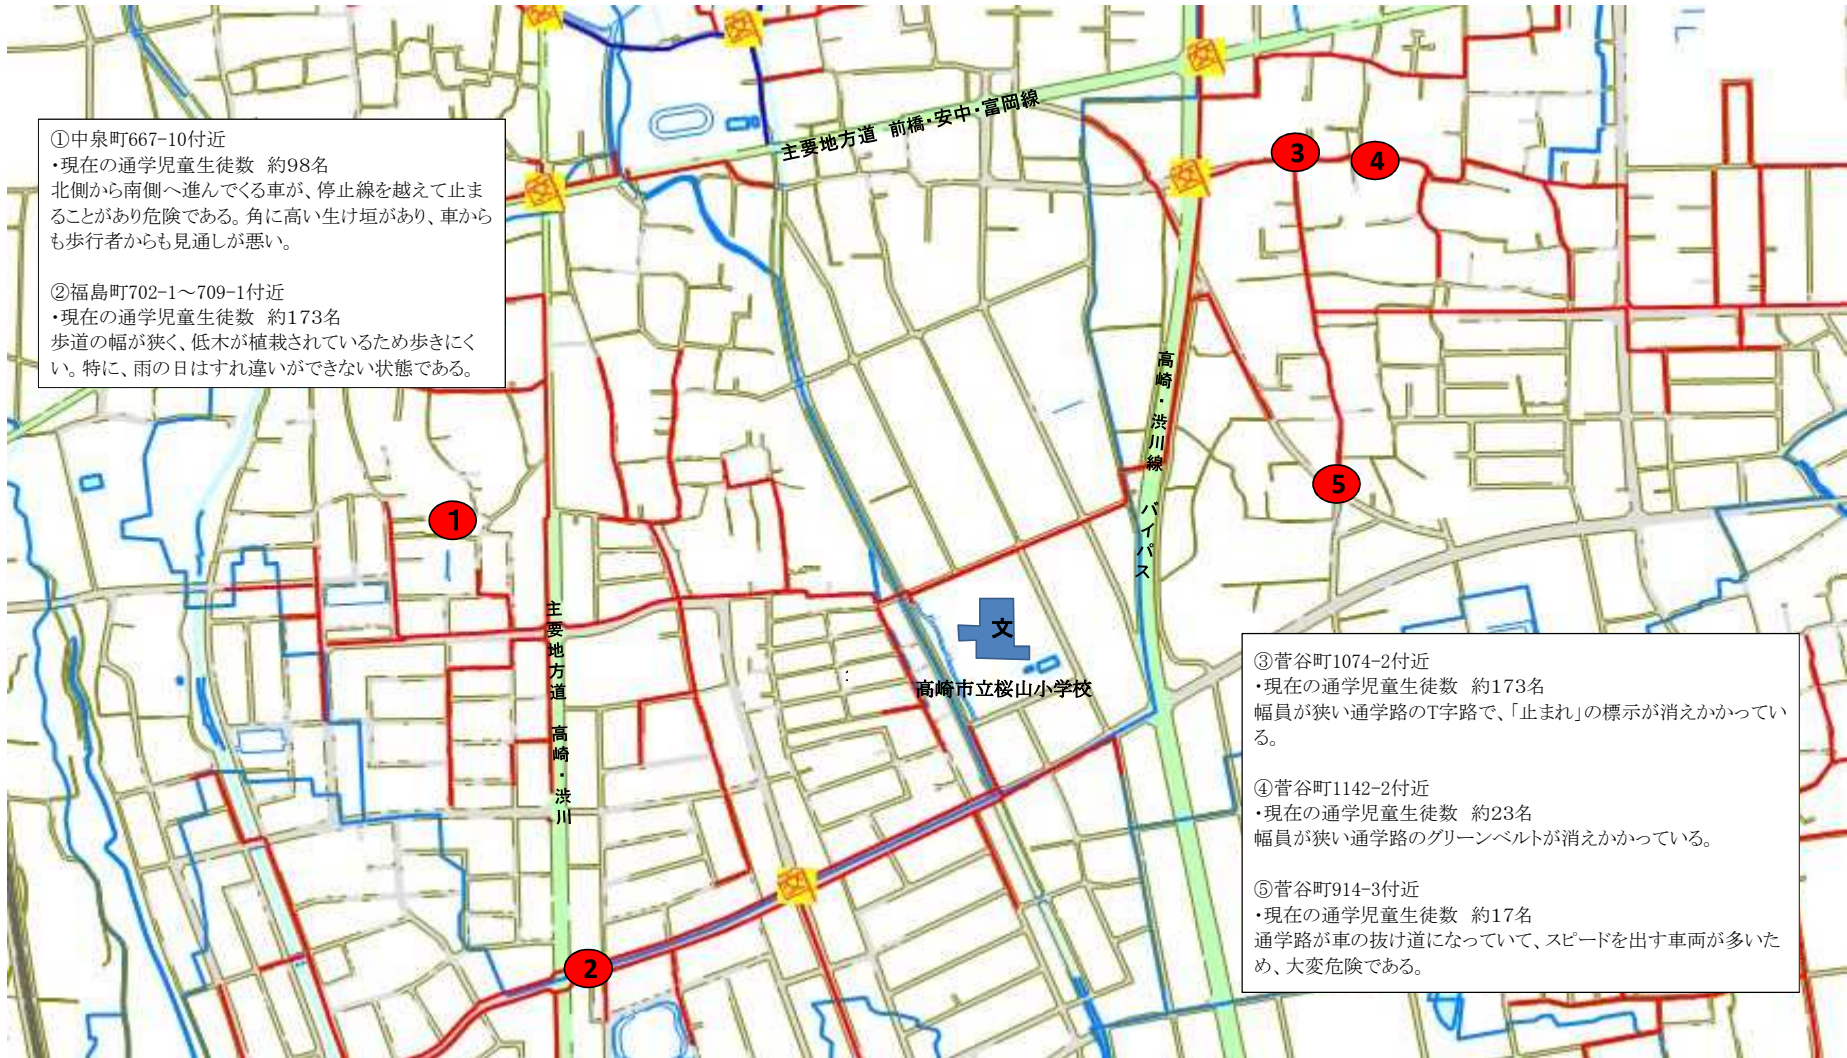 ①中泉町667-10付近
・現在の通学児童生徒数 約98名
北側から南側へ進んでくる車が、停止線を越えて止ま
ることがあり危険である。角に高い生け垣があり、車から
も歩行者からも見通しが悪い。
②福島町702-1～709-1付近
・現在の通学児童生徒数 約173名
歩道の幅が狭く、低木が植栽されているため歩きにく
い。特に、雨の日はすれ違いができない状態である。
主要地方道 前橋・安中・富岡線
3
4
高崎・渋川線 バイパス
5
1
主要地方道 高崎・渋川
文
高崎市立桜山小学校
:
2
③菅谷町1074-2付近
・現在の通学児童生徒数 約173名
幅員が狭い通学路のT字路で、「止まれ」の標示が消えかかってい
る。
④菅谷町1142-2付近
・現在の通学児童生徒数 約23名
幅員が狭い通学路のグリーンベルトが消えかかっている。
⑤菅谷町914-3付近
・現在の通学児童生徒数 約17名
通学路が車の抜け道になっていて、スピードを出す車両が多いた
め、大変危険である。